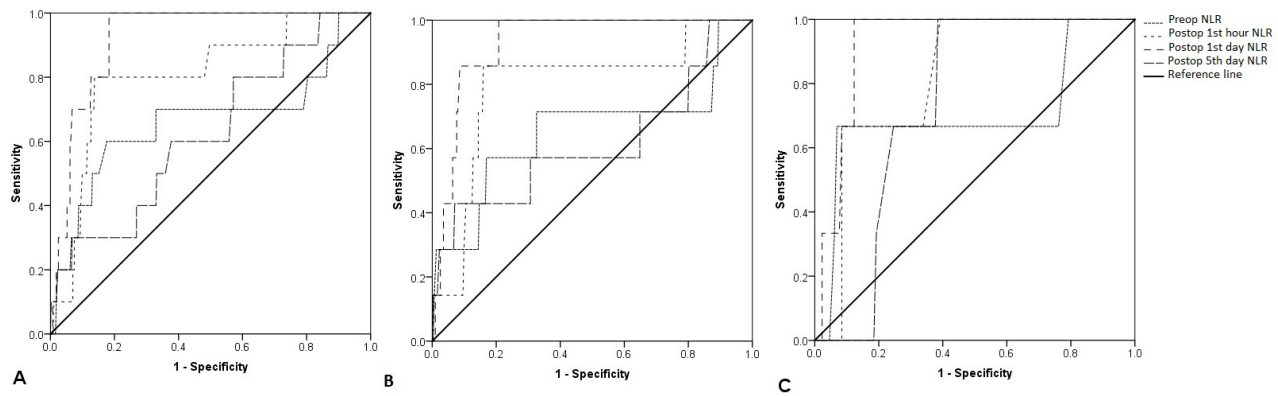 1.0
0.8
0.6
0.4
0.2
0.0
Sensitivity
0.0 0.2 0.4 0.6 0.8 1.0
1 - Specificity
A
1.0
0.8
0.6
0.4
0.2
0.0
Sensitivity
0.0 0.2 0.4 0.6 0.8 1.0
1 - Specificity
B
1.0
0.8
0.6
0.4
0.2
0.0
Sensitivity
0.0 0.2 0.4 0.6 0.8 1.0
1 - Specificity
C
Preop NLR
Postop 1st hour NLR
Postop 1st day NLR
Postop 5th day NLR
Reference line